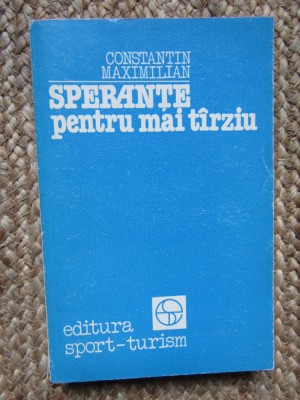 CONSTANTIN
MAXIMILIAN
SPERANȚE
pentru mai tîrziu
editura
sport-turism